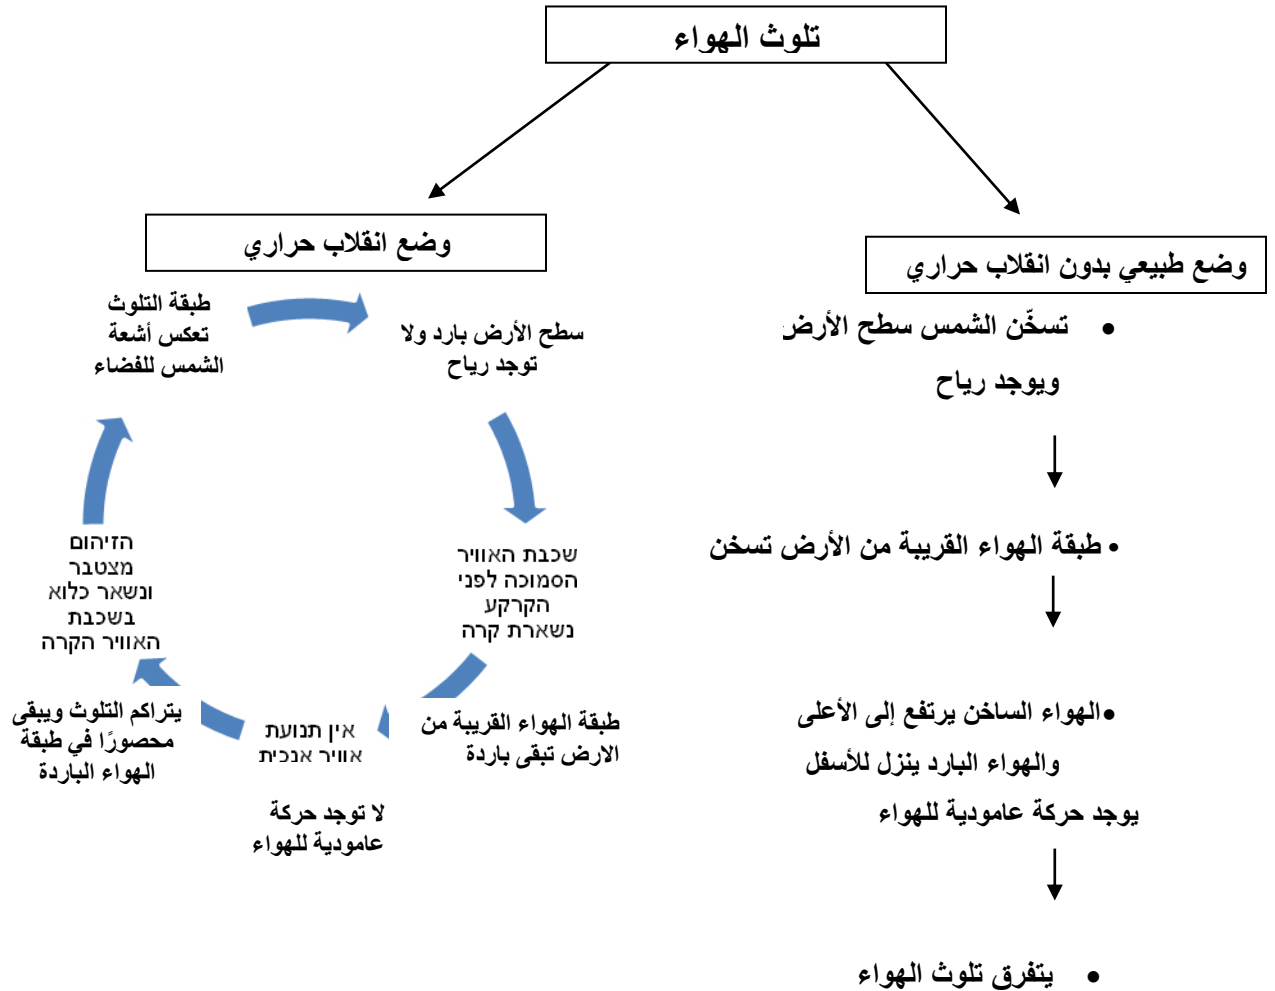 تلوث الهواء
وضع طبيعي بدون انقلاب حراري
• تسخّن الشمس سطح الأرض
ويوجد رياح
• طبقة الهواء القريبة من الأرض تسخن
• الهواء الساخن يرتفع إلى الأعلى
والهواء البارد ينزل للأسفل
يوجد حركة عامودية للهواء
• يتفرق تلوث الهواء
وضع انقلاب حراري
سطح الأرض بارد ولا
توجد رياح
שכבת האוויר
הסמוכה לפני
הקרקע
נשארת קרה
طبقة الهواء القريبة من
الارض تبقى باردة
אין תנועת
אוויר אנכית
لا توجد حركة
عامودية للهواء
הזיהום
מצטבר
ונשאר כלוא
בשכבת
האוויר הקרה
يتراكم التلوث ويبقى
محصورًا في طبقة
الهواء الباردة
طبقة التلوث
تعكس أشعة
الشمس للفضاء